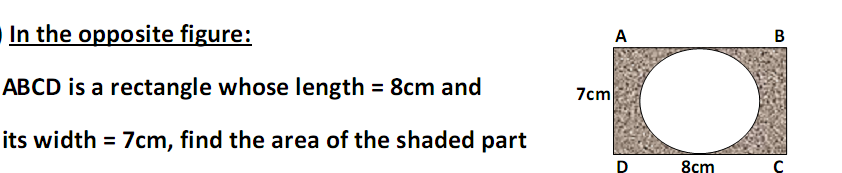 ) In the opposite figure:
ABCD is a rectangle whose length = 8cm and
its width = 7cm, find the area of the shaded part
A B
7cm
D 8cm C